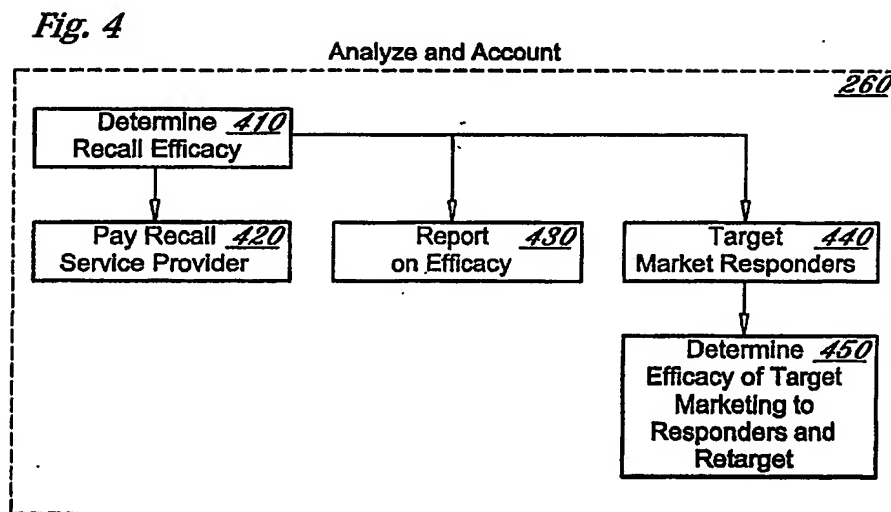 Fig. 4
Analyze and Account
260
Determine 410
Recall Efficacy
Pay Recall 420
Service Provider
Report 430
on Efficacy
Target 440
Market Responders
Determine 450
Efficacy of Target
Marketing to
Responders and
Retarget